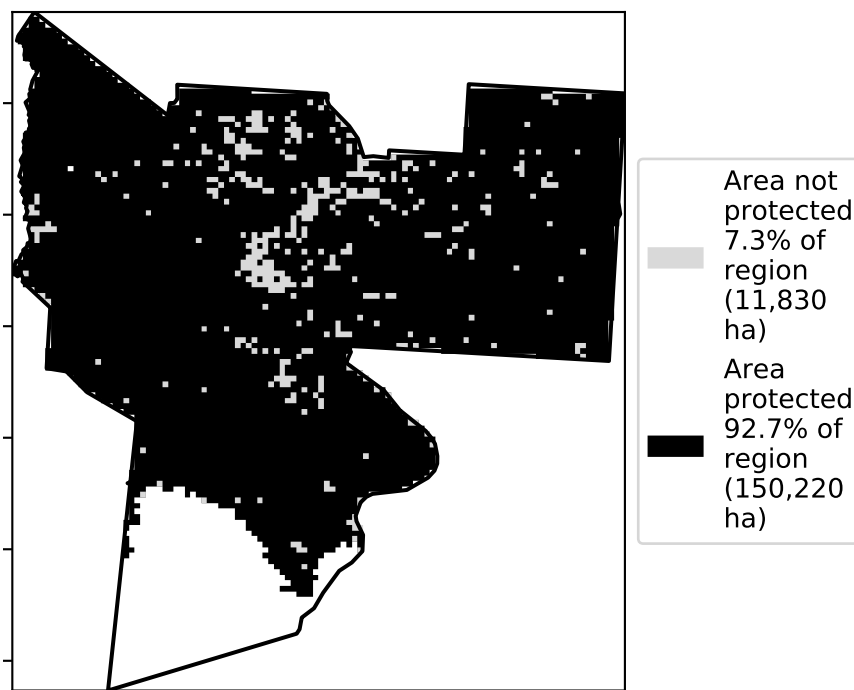 Area not
protected
7.3% of
region
(11,830
ha)
Area
protected
92.7% of
region
(150,220
ha)